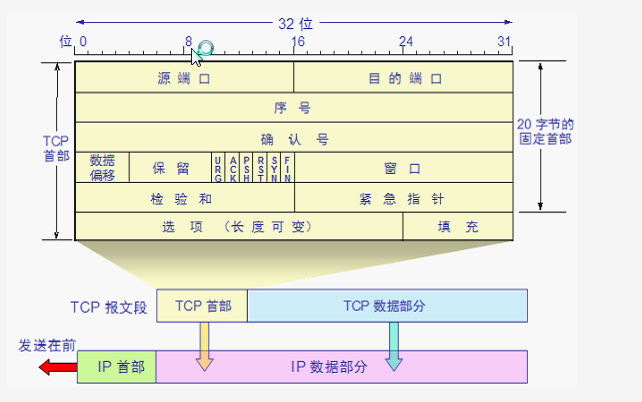 32 位
位 0 8 16 24 31
源 端 口 目 的 端 口
序 号
确 认 号
TCP
首部
20 字节的
固定首部
数据
偏移
保 留
URG
ACK
PSH
RST
SYN
FIN
窗 口
检 验 和 紧 急 指 针
选 项 (长 度 可 变) 填 充
TCP 报文段 TCP 首部 TCP 数据部分
发送在前
IP 首部 IP 数据部分